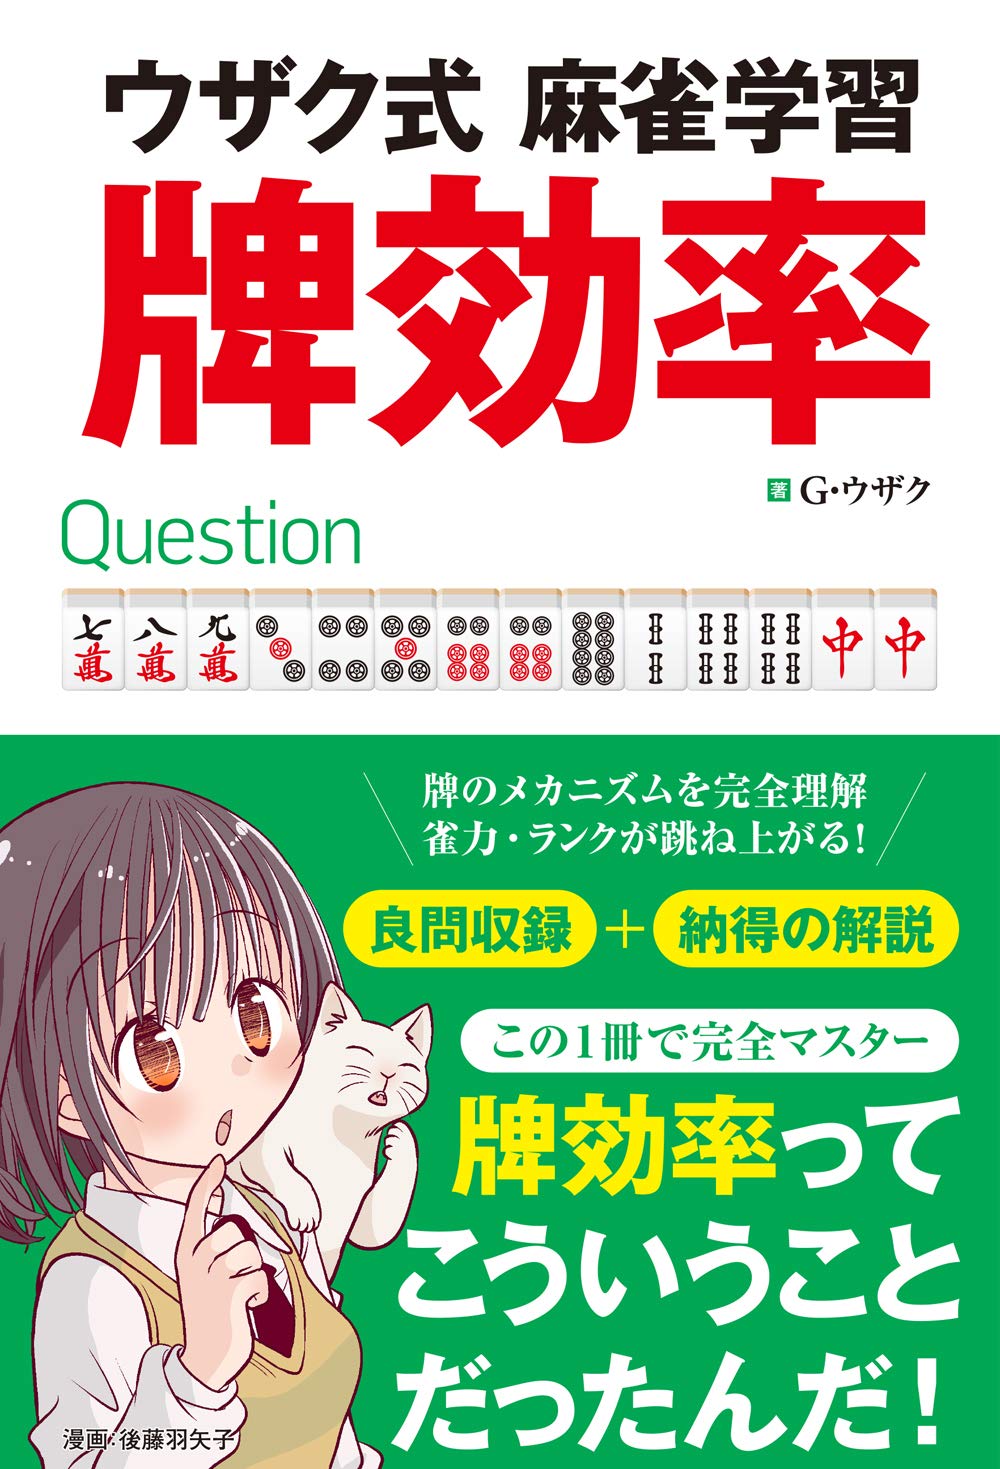 ウザク式 麻雀学習
牌効率
著 G・ウザク
Question
七萬 八萬 九萬 中 中
牌のメカニズムを完全理解
雀力・ランクが跳ね上がる!
良問収録+納得の解説
この1冊で完全マスター
牌効率って
こういうこと
だったんだ!
漫画:後藤羽矢子